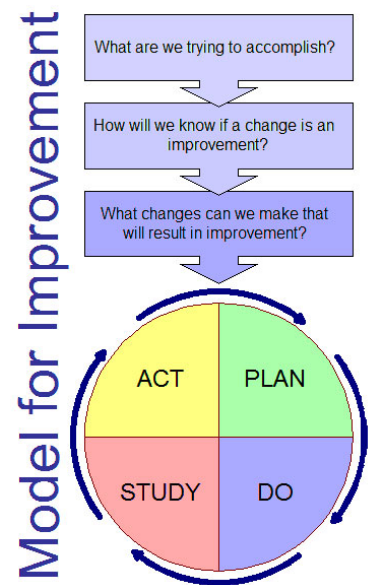 Model for Improvement
What are we trying to accomplish?
How will we know if a change is an
improvement?
What changes can we make that
will result in improvement?
ACT
PLAN
STUDY
DO